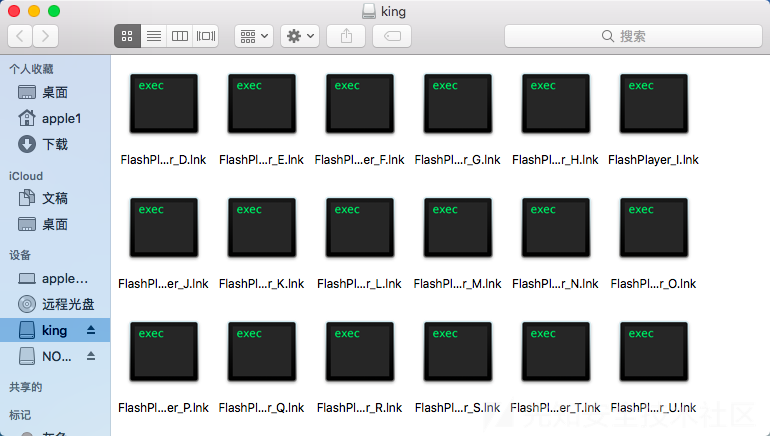 king
搜索
个人收藏
桌面
apple1
下载
iCloud
文稿
桌面
设备
apple...
远程光盘
king
NO...
共享的
标记
灰色
exec exec exec exec exec exec
FlashPl...r_D.lnk FlashPl...r_E.lnk FlashPl...er_F.lnk FlashPl...r_G.lnk FlashPl...r_H.lnk FlashPlayer_I.lnk
exec exec exec exec exec exec
FlashPl...er_J.lnk FlashPl...r_K.lnk FlashPl...r_L.lnk FlashPl...r_M.lnk FlashPl...r_N.lnk FlashPl...r_O.lnk
exec exec exec exec exec exec
FlashPl...er_P.lnk FlashPl...r_Q.lnk FlashPl...r_R.lnk FlashPl...r_S.lnk FlashPl...er_T.lnk FlashPl...r_U.lnk
先知安全技术社区